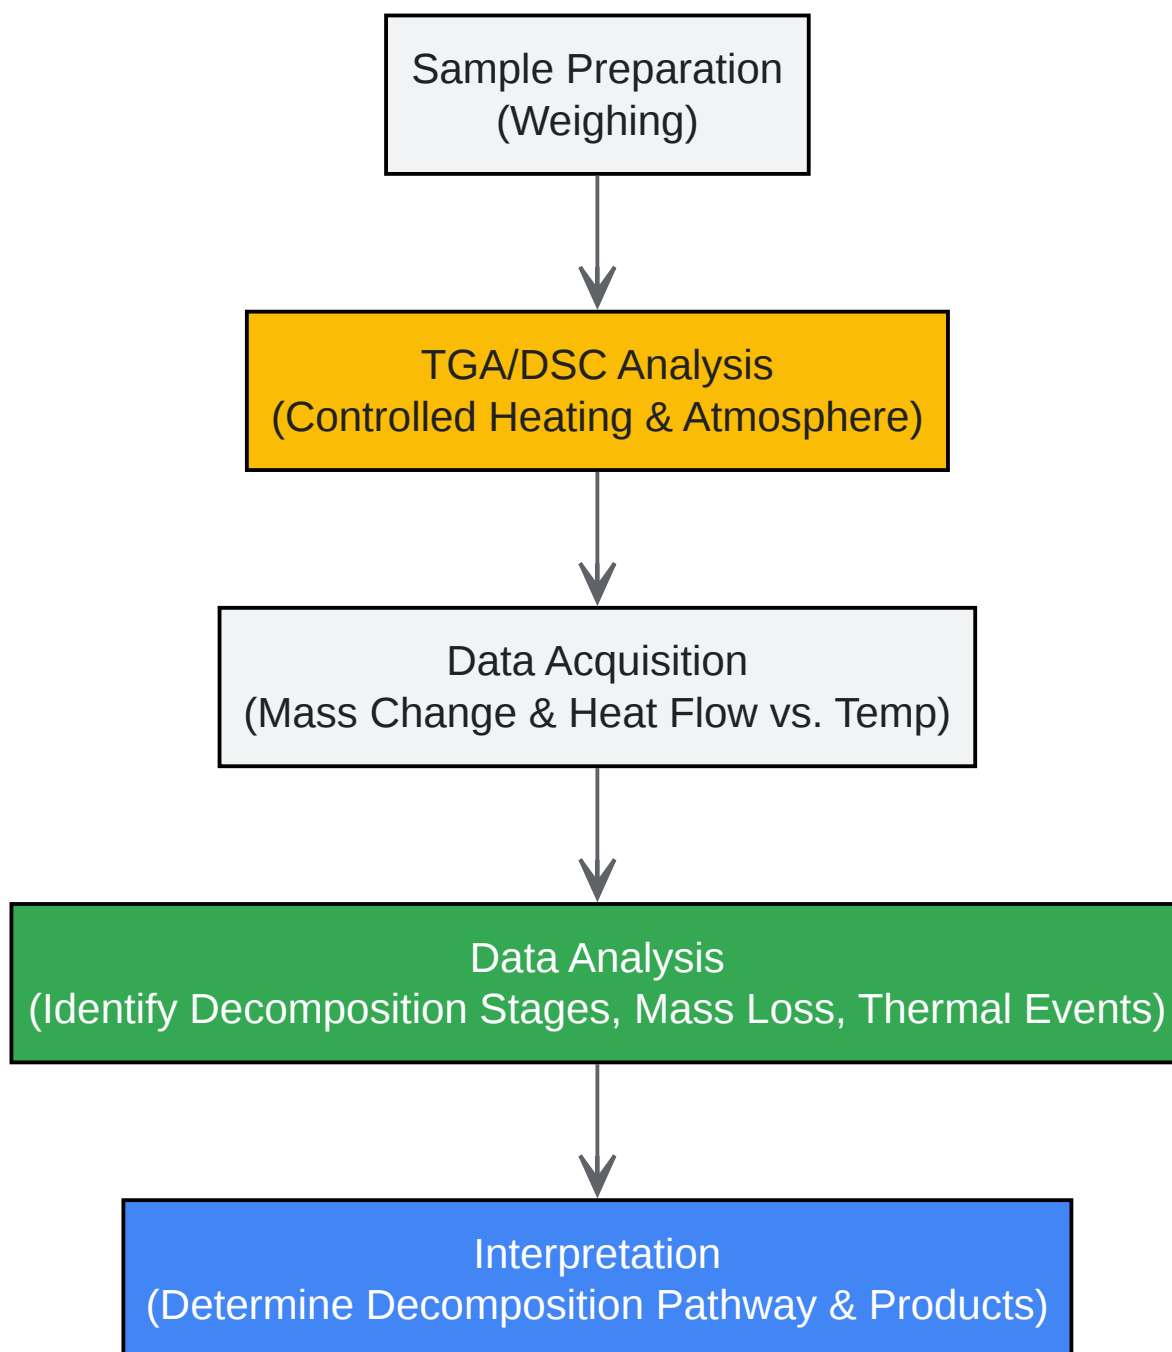 Sample Preparation
(Weighing)
TGA/DSC Analysis
(Controlled Heating & Atmosphere)
Data Acquisition
(Mass Change & Heat Flow vs. Temp)
Data Analysis
(Identify Decomposition Stages, Mass Loss, Thermal Events)
Interpretation
(Determine Decomposition Pathway & Products)